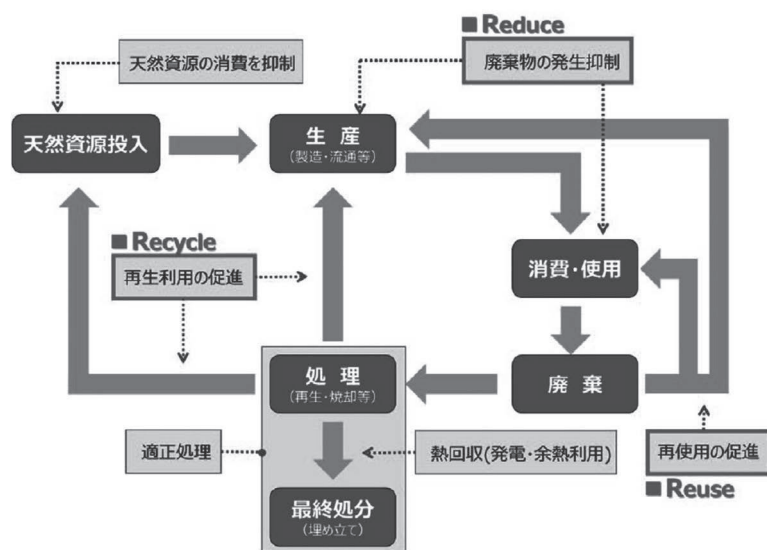 ■ Reduce
天然資源の消費を抑制
廃棄物の発生抑制
天然資源投入
生 産
(製造・流通等)
■ Recycle
再生利用の促進
消費・使用
処 理
(再生・焼却等)
廃 棄
適正処理
熱回収(発電・余熱利用)
再使用の促進
■ Reuse
最終処分
(埋め立て)